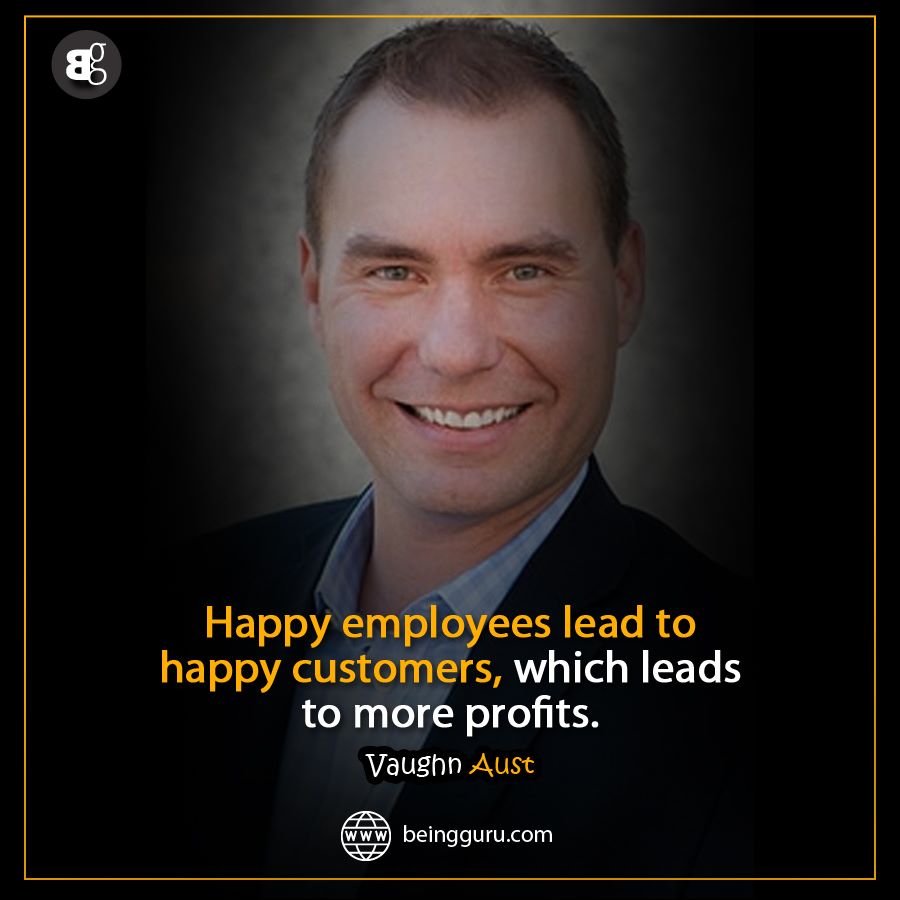 Bg
Happy employees lead to
happy customers, which leads
to more profits.
Vaughn Aust
www beingguru.com